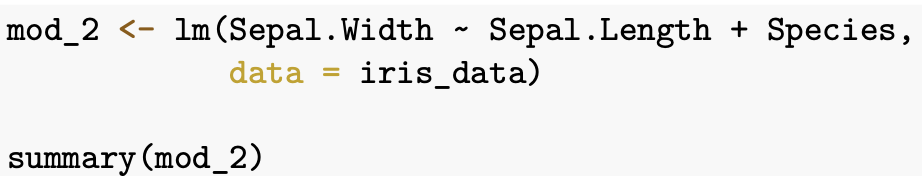 mod_2 <- lm(Sepal.Width ~ Sepal.Length + Species,
data = iris_data)
summary(mod_2)